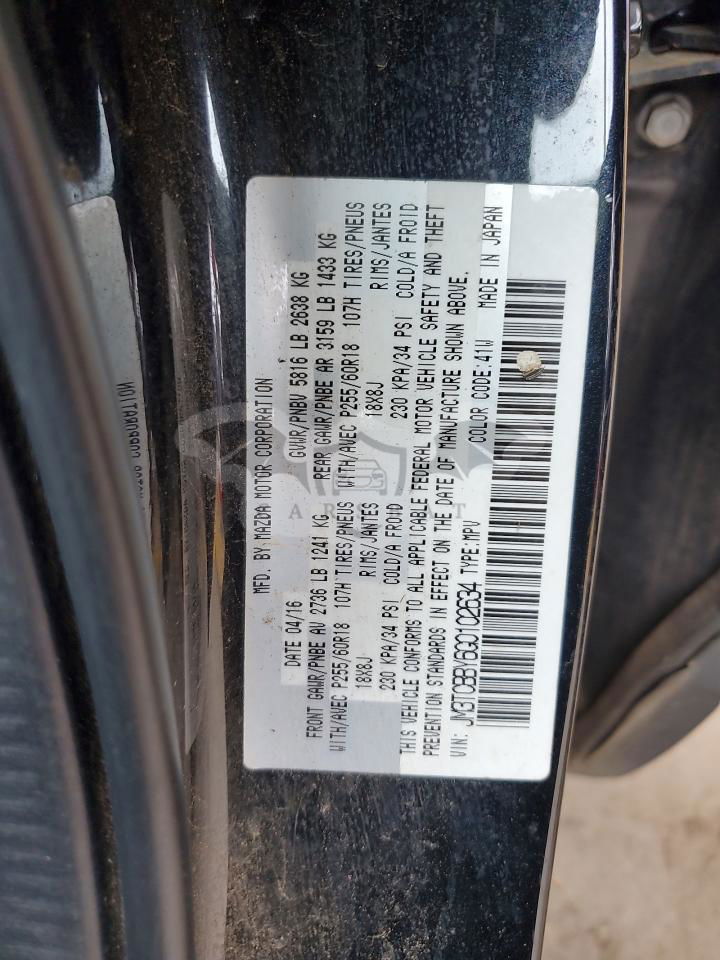 MFD. BY MAZDA MOTOR CORPORATION
DATE 04/16 GVWR/PNBV 5816 LB 2638 KG
FRONT GAWR/PNBE AV 2736 LB 1241 KG REAR GAWR/PNBE AR 3159 LB 1433 KG
WITH/AVEC P255/60R18 107H TIRES/PNEUS WITH/AVEC P255/60R18 107H TIRES/PNEUS
18X8J RIMS/JANTES 18X8J RIMS/JANTES
230 KPA/34 PSI COLD/A FROID 230 KPA/34 PSI COLD/A FROID
THIS VEHICLE CONFORMS TO ALL APPLICABLE FEDERAL MOTOR VEHICLE SAFETY AND THEFT
PREVENTION STANDARDS IN EFFECT ON THE DATE OF MANUFACTURE SHOWN ABOVE.
VIN: JM3TCBBY6G0102634 TYPE:MPV COLOR CODE:41W MADE IN JAPAN